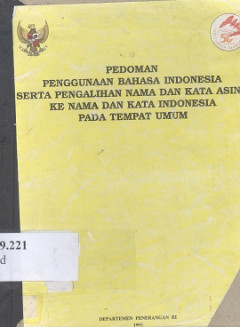 PEDOMAN
PENGGUNAAN BAHASA INDONESIA
SERTA PENGALIHAN NAMA DAN KATA ASIN
KE NAMA DAN KATA INDONESIA
PADA TEMPAT UMUM
9.221
d
DEPARTEMEN PENERANGAN RI